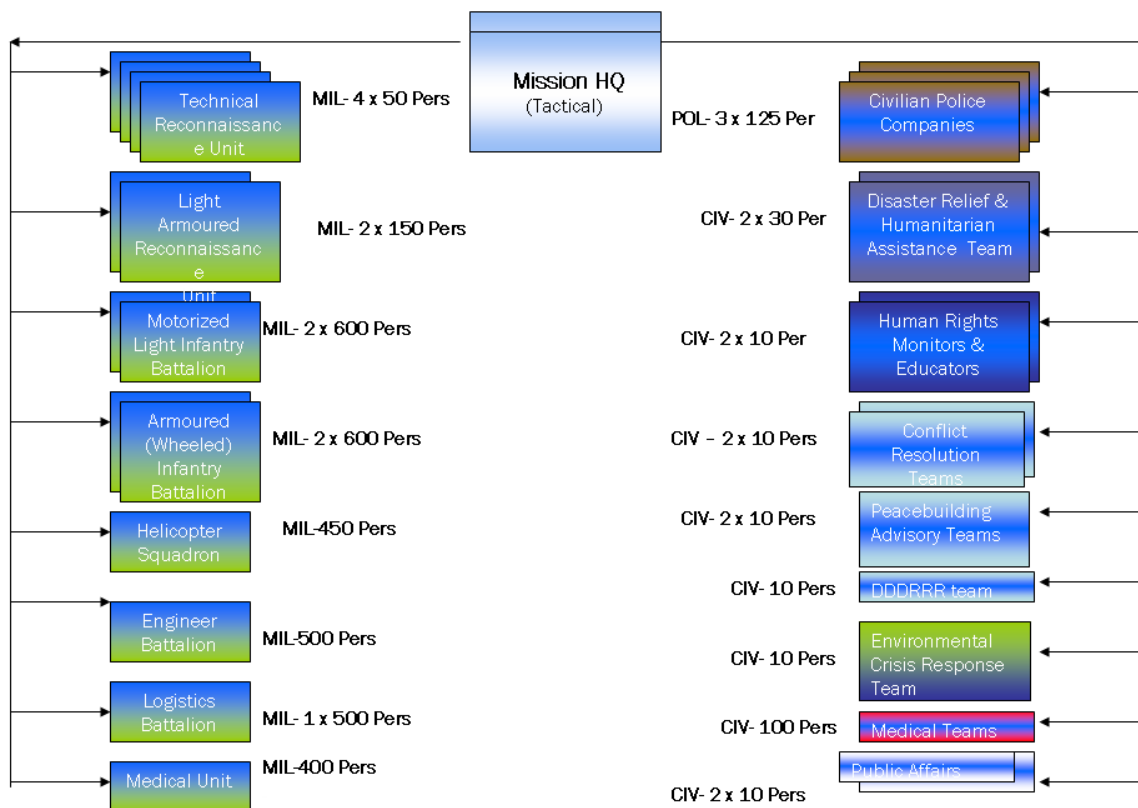 Mission HQ
(Tactical)
Technical
Reconnaissanc
e Unit
MIL- 4 x 50 Pers
Light
Armoured
Reconnaissanc
e
Unit
MIL- 2 x 150 Pers
Motorized
Light Infantry
Battalion
MIL- 2 x 600 Pers
Armoured
(Wheeled)
Infantry
Battalion
MIL- 2 x 600 Pers
Helicopter
Squadron
MIL-450 Pers
Engineer
Battalion
MIL-500 Pers
Logistics
Battalion
MIL- 1 x 500 Pers
Medical Unit
MIL-400 Pers
POL- 3 x 125 Per
Civilian Police
Companies
CIV- 2 x 30 Per
Disaster Relief &
Humanitarian
Assistance Team
CIV- 2 x 10 Per
Human Rights
Monitors &
Educators
CIV – 2 x 10 Pers
Conflict
Resolution
Teams
CIV- 2 x 10 Pers
Peacebuilding
Advisory Teams
CIV- 10 Pers
DDDRRR team
CIV- 10 Pers
Environmental
Crisis Response
Team
CIV- 100 Pers
Medical Teams
Public Affairs
CIV- 2 x 10 Pers